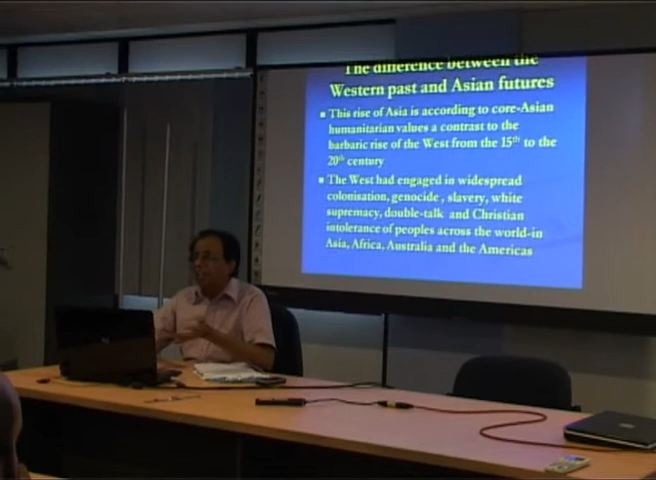 The difference between the
Western past and Asian futures
■ This rise of Asia is according to core-Asian
humanitarian values a contrast to the
barbaric rise of the West from the 15th to the
20th century
■ The West had engaged in widespread
colonisation, genocide , slavery, white
supremacy, double-talk and Christian
intolerance of peoples across the world-in
Asia, Africa, Australia and the Americas